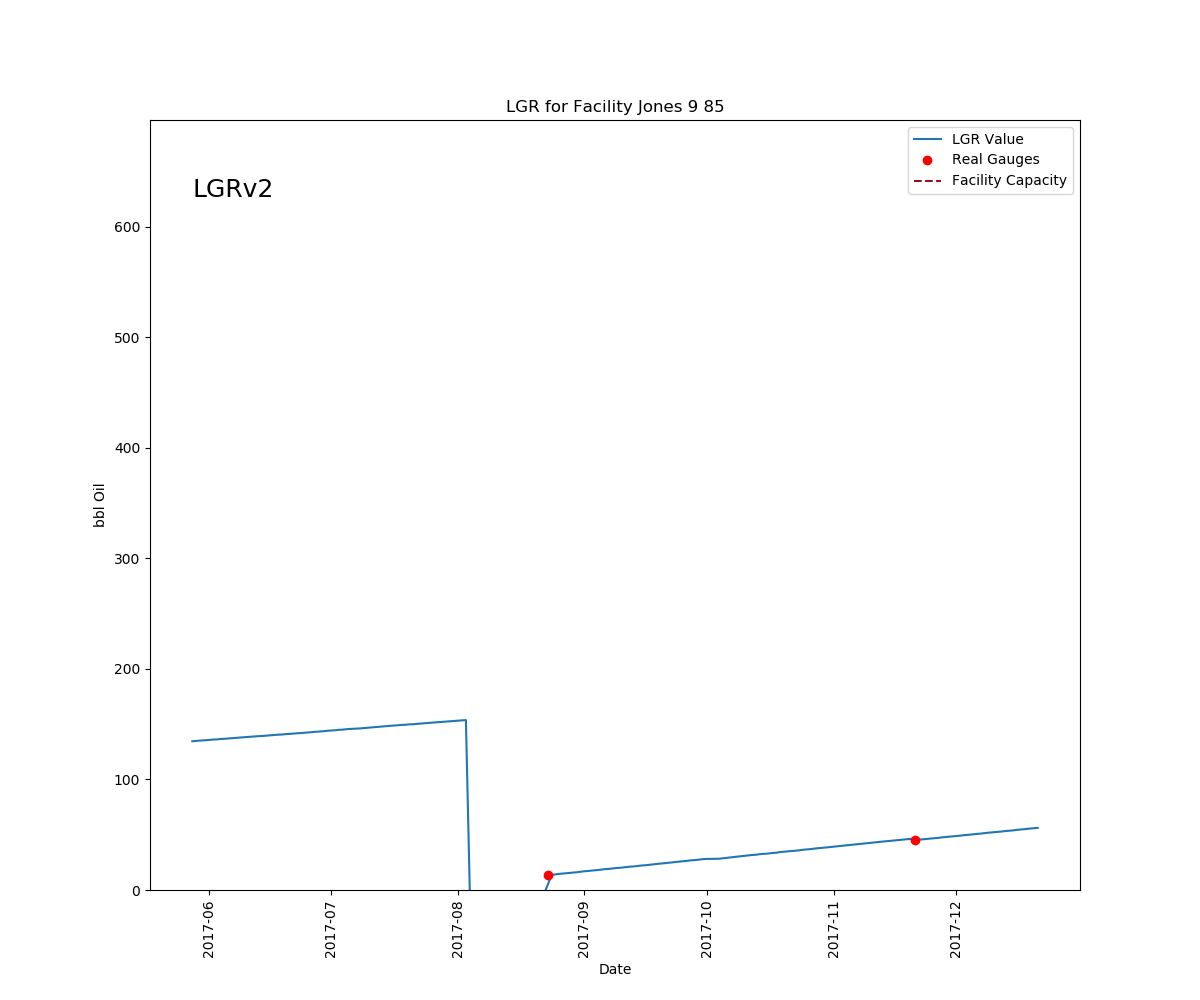 LGR for Facility Jones 9 85
LGRv2
LGR Value
Real Gauges
Facility Capacity
600
500
400
300
200
100
0
bbl Oil
2017-06
2017-07
2017-08
2017-09
2017-10
2017-11
2017-12
Date